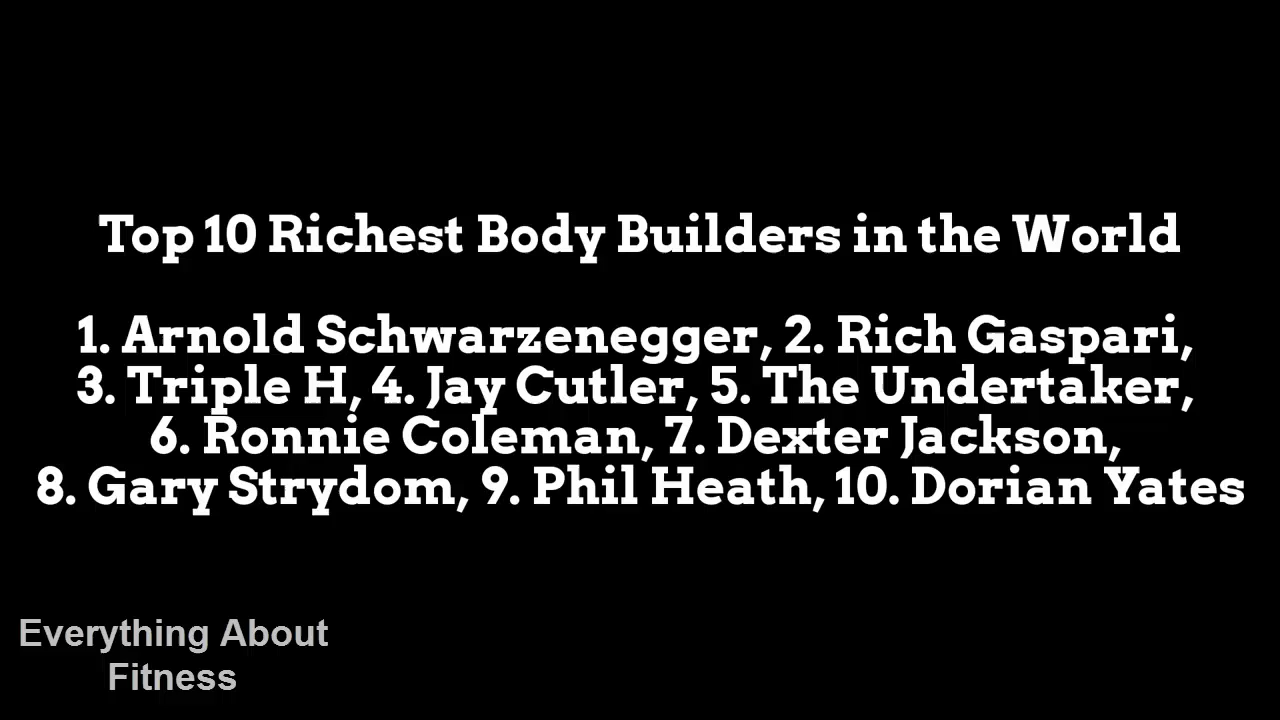 Top 10 Richest Body Builders in the World
1. Arnold Schwarzenegger, 2. Rich Gaspari,
3. Triple H, 4. Jay Cutler, 5. The Undertaker,
6. Ronnie Coleman, 7. Dexter Jackson,
8. Gary Strydom, 9. Phil Heath, 10. Dorian Yates
Everything About
Fitness